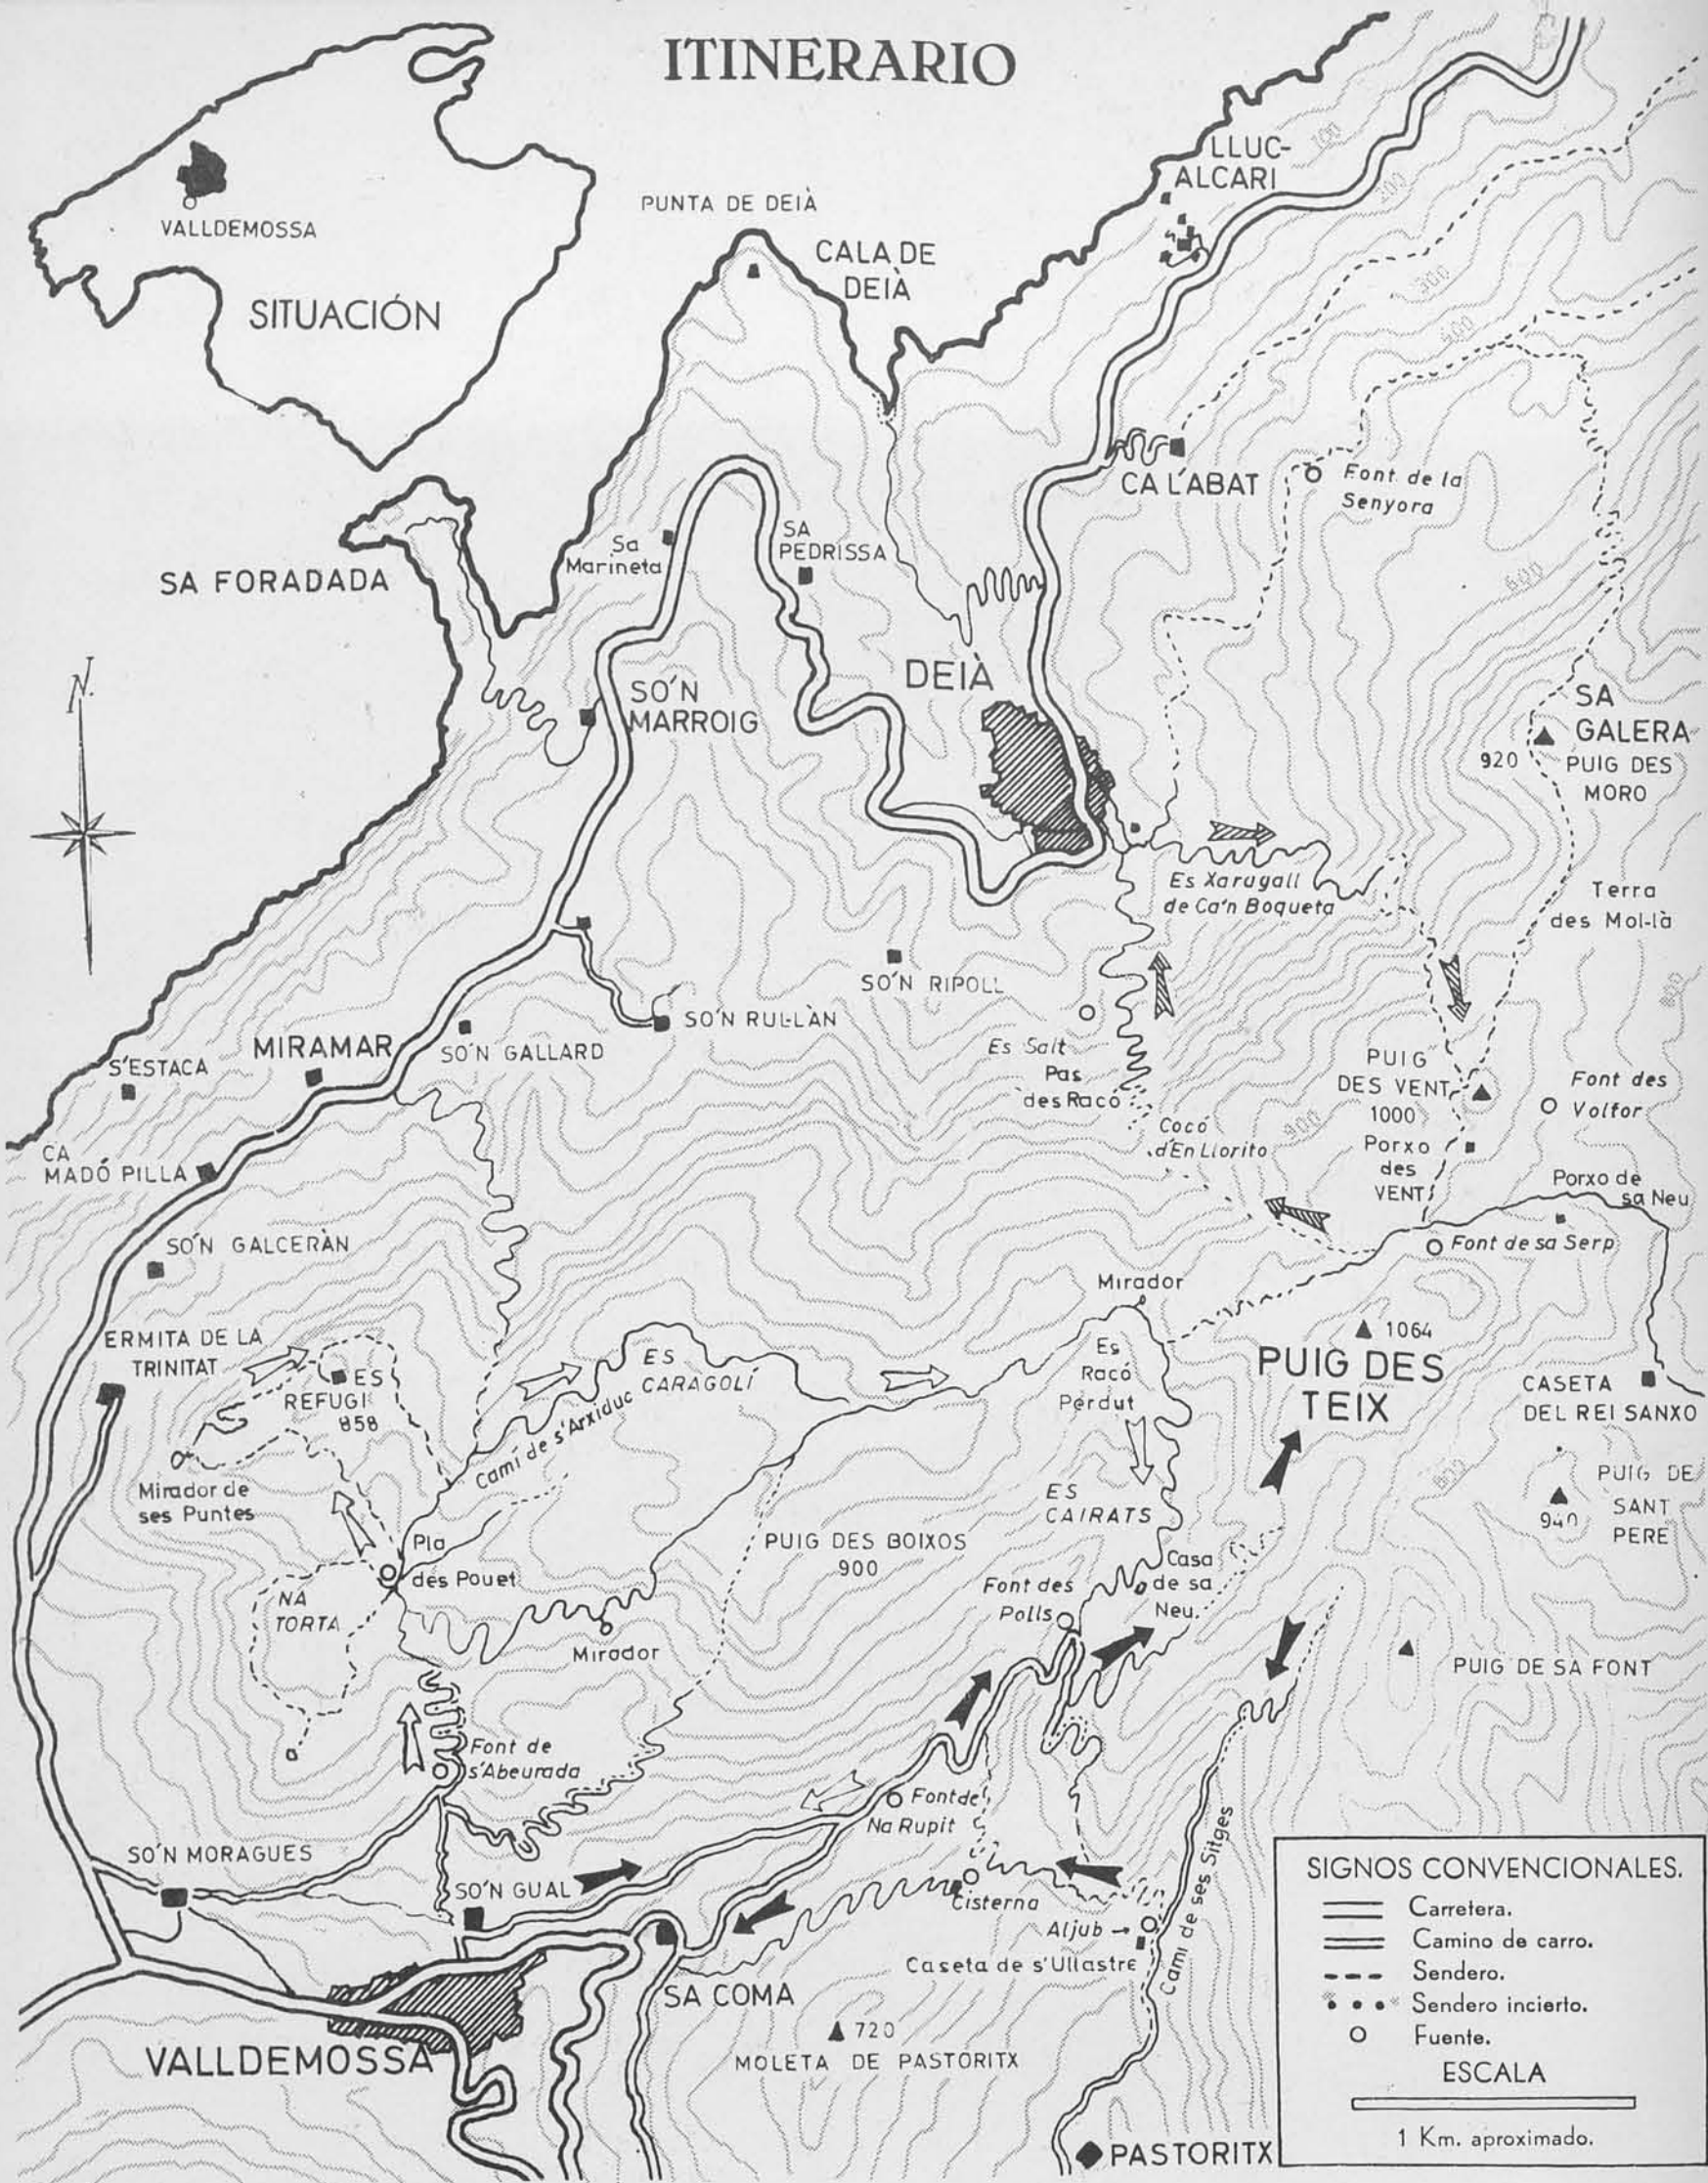 ITINERARIO
VALLDEMOSSA
SITUACIÓN
PUNTA DE DEIÀ
CALA DE
DEIÀ
LLUC-
ALCARI
100
300
400
CA L'ABAT
Font de la
Senyora
600
Sa
Marineta
SA
PEDRISSA
SA FORADADA
N.
SO'N
MARROIG
DEIÀ
SA
GALERA
920
PUIG DES
MORO
Es Xarugall
de Ca'n Boqueta
Terra
des Mol-là
SO'N RIPOLL
SO'N RUL-LÀN
MIRAMAR
SO'N GALLARD
S'ESTACA
Es Salt
Pas
des Racó
PUIG
DES VENT
1000
Font des
Voltor
Cocó
d'En Llorito
900
Porxo
des
VENT
CA
MADÓ PILLA
Porxo de
sa Neu
SO'N GALCERÀN
Font de sa Serp
Mirador
ERMITA DE LA
TRINITAT
1064
PUIG DES
TEIX
ES
REFUGI
858
ES
CARAGOLÍ
Es
Racó
Perdut
CASETA
DEL REI SANXO
Camí de s'Arxiduc
Mirador de
ses Puntes
ES
CAIRATS
800
PUIG DE
SANT
PERE
940
Pla
des Pouet
PUIG DES BOIXOS
900
Casa
de sa
Neu.
Font des
Polls
NA
TORTA
Mirador
PUIG DE SA FONT
Font de
s'Abeurada
Font de
Na Rupit
Camí de ses Sitges
SO'N MORAGUES
SO'N GUAL
Cisterna
Aljub
Caseta de s'Ullastre
SA COMA
720
MOLETA DE PASTORITX
VALLDEMOSSA
PASTORITX
SIGNOS CONVENCIONALES.
Carretera.
Camino de carro.
Sendero.
Sendero incierto.
Fuente.
ESCALA
1 Km. aproximado.